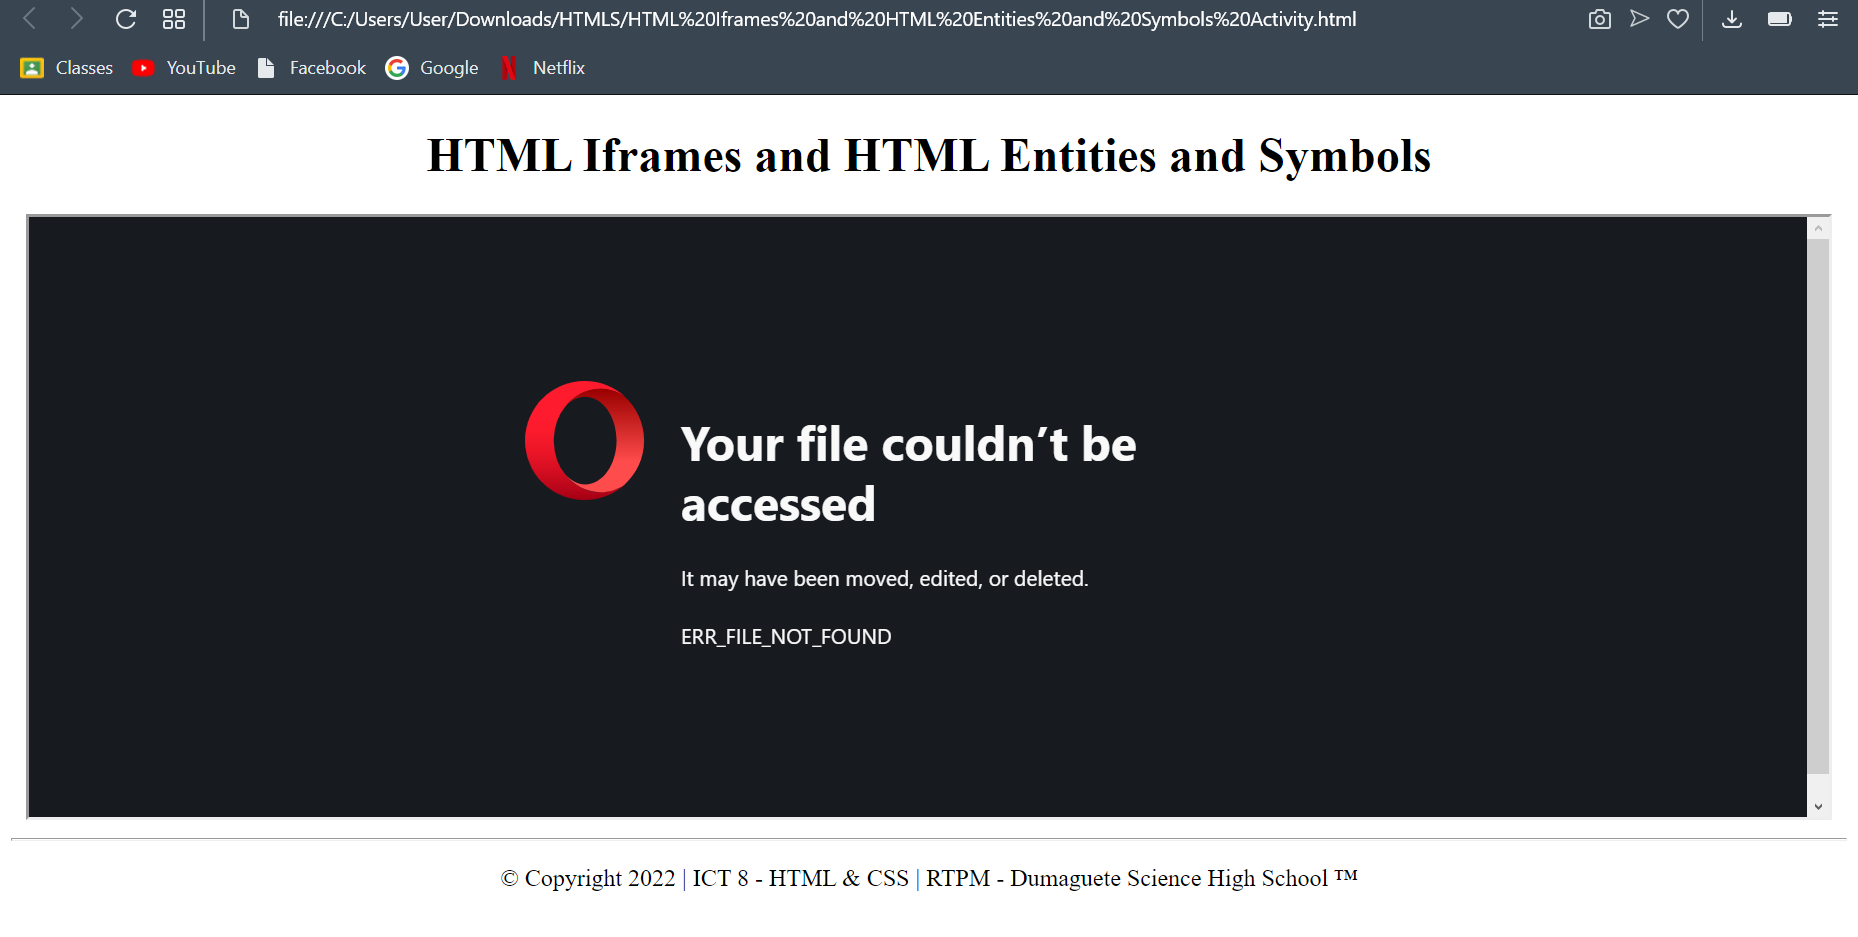 file:///C:/Users/User/Downloads/HTMLS/HTML%20Iframes%20and%20HTML%20Entities%20and%20Symbols%20Activity.html
Classes YouTube Facebook Google Netflix
HTML Iframes and HTML Entities and Symbols
Your file couldn’t be
accessed
It may have been moved, edited, or deleted.
ERR_FILE_NOT_FOUND
© Copyright 2022 | ICT 8 - HTML & CSS | RTPM - Dumaguete Science High School ™